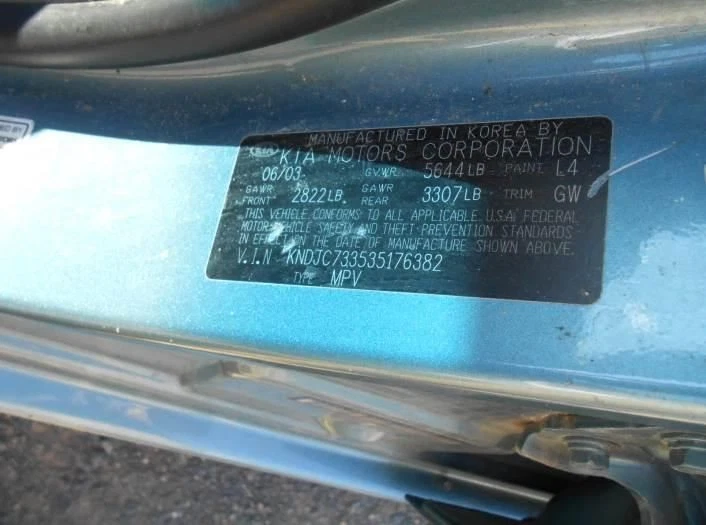 MANUFACTURED IN KOREA BY
KIA KIA MOTORS CORPORATION
06/03 GVWR 5644LB PAINT L4
GAWR FRONT 2822LB GAWR REAR 3307LB TRIM GW
THIS VEHICLE CONFORMS TO ALL APPLICABLE U.S.A FEDERAL
MOTOR VEHICLE SAFETY AND THEFT PREVENTION STANDARDS
IN EFFECT ON THE DATE OF MANUFACTURE SHOWN ABOVE.
V.I.N KNDJC733535176382
TYPE MPV